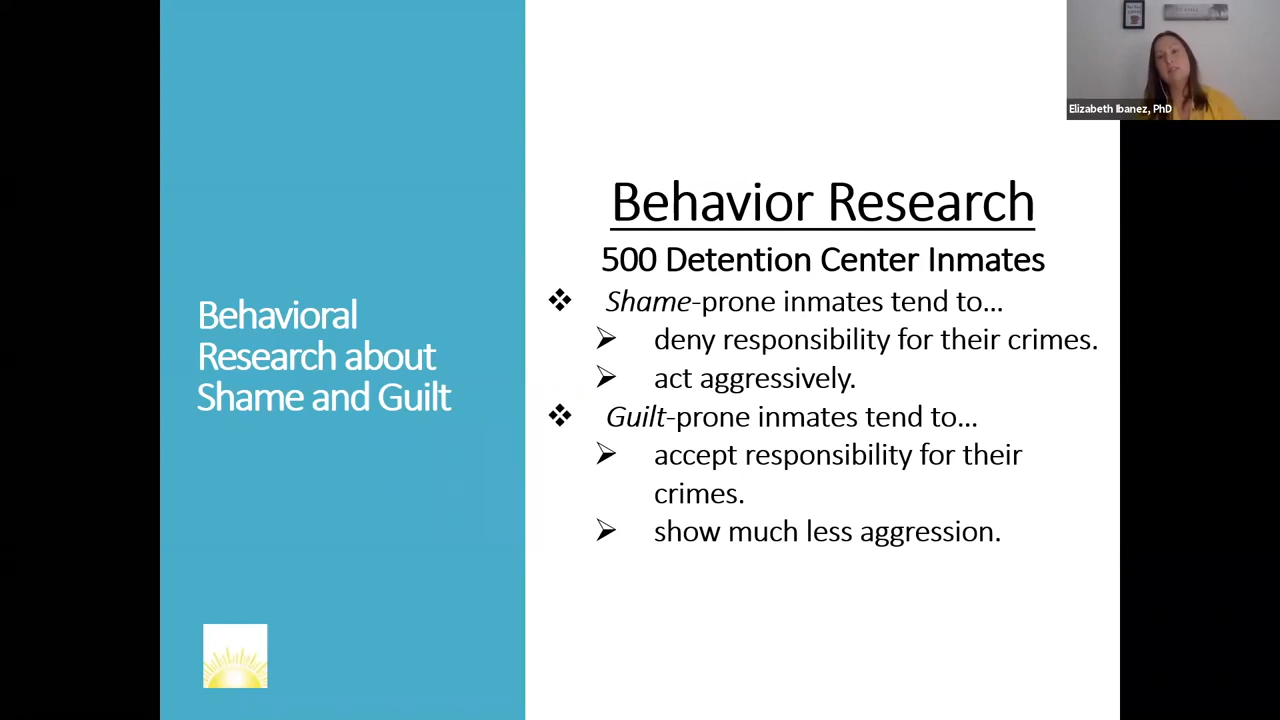 Elizabeth Ibanez, PhD
Behavioral
Research about
Shame and Guilt
Behavior Research
500 Detention Center Inmates
❖ Shame-prone inmates tend to...
➢ deny responsibility for their crimes.
➢ act aggressively.
❖ Guilt-prone inmates tend to...
➢ accept responsibility for their
crimes.
➢ show much less aggression.